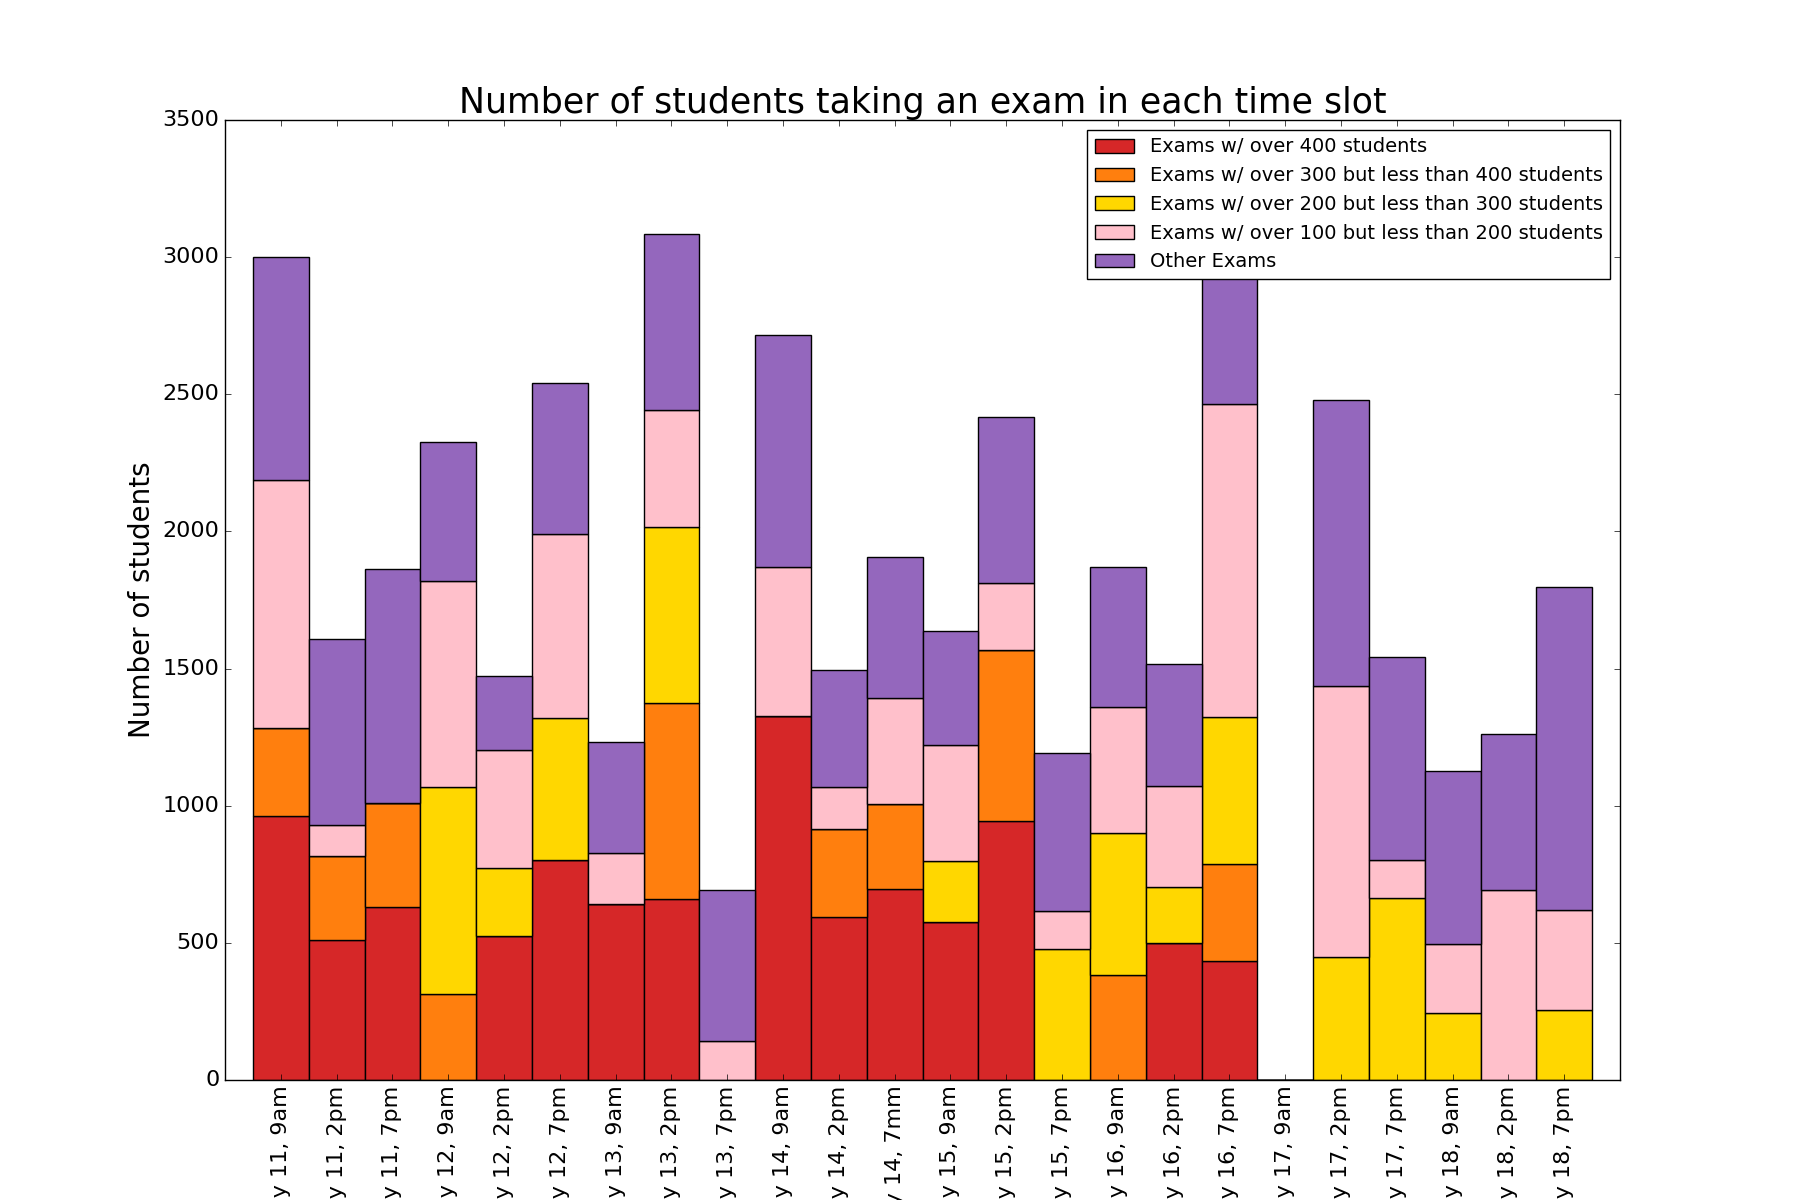 Number of students taking an exam in each time slot
3500
3000
2500
2000
1500
1000
500
0
Number of students
Exams w/ over 400 students
Exams w/ over 300 but less than 400 students
Exams w/ over 200 but less than 300 students
Exams w/ over 100 but less than 200 students
Other Exams
y 11, 9am
y 11, 2pm
y 11, 7pm
y 12, 9am
y 12, 2pm
y 12, 7pm
y 13, 9am
y 13, 2pm
y 13, 7pm
y 14, 9am
y 14, 2pm
y 14, 7mm
y 15, 9am
y 15, 2pm
y 15, 7pm
y 16, 9am
y 16, 2pm
y 16, 7pm
y 17, 9am
y 17, 2pm
y 17, 7pm
y 18, 9am
y 18, 2pm
y 18, 7pm